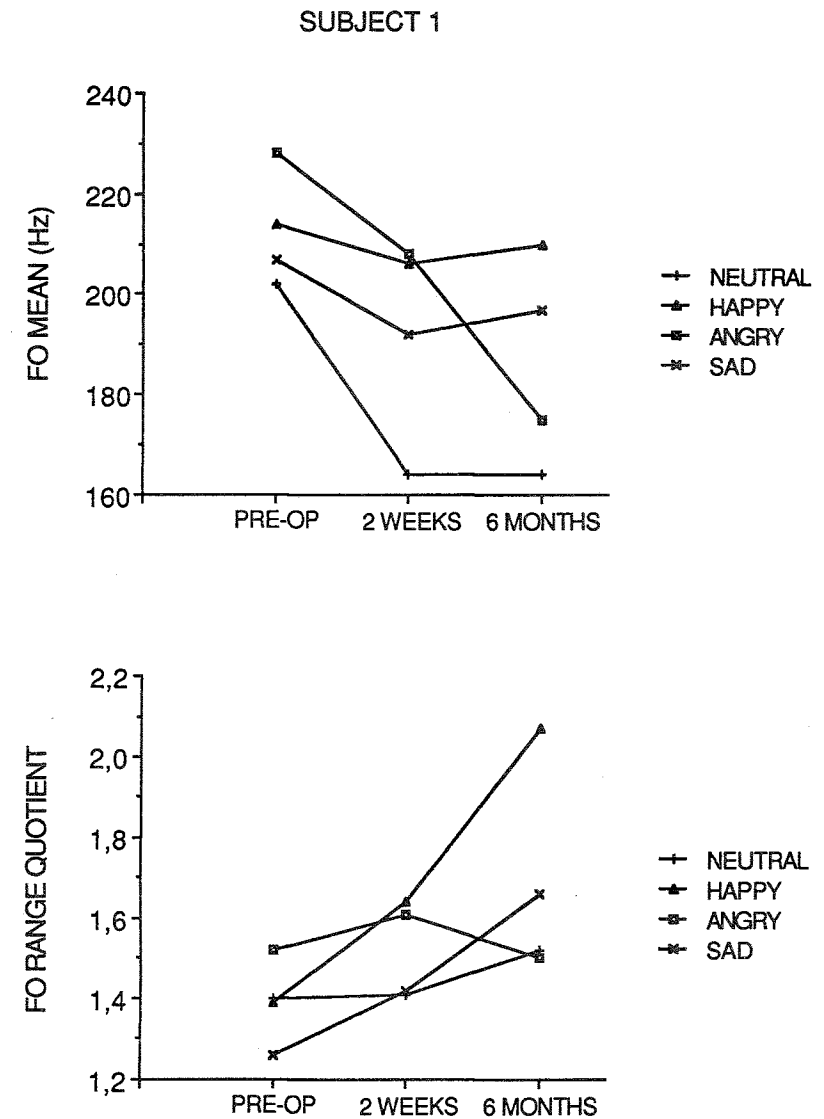 SUBJECT 1
FO MEAN (Hz)
240
220
200
180
160
PRE-OP 2 WEEKS 6 MONTHS
NEUTRAL
HAPPY
ANGRY
SAD
FO RANGE QUOTIENT
2,2
2,0
1,8
1,6
1,4
1,2
PRE-OP 2 WEEKS 6 MONTHS
NEUTRAL
HAPPY
ANGRY
SAD